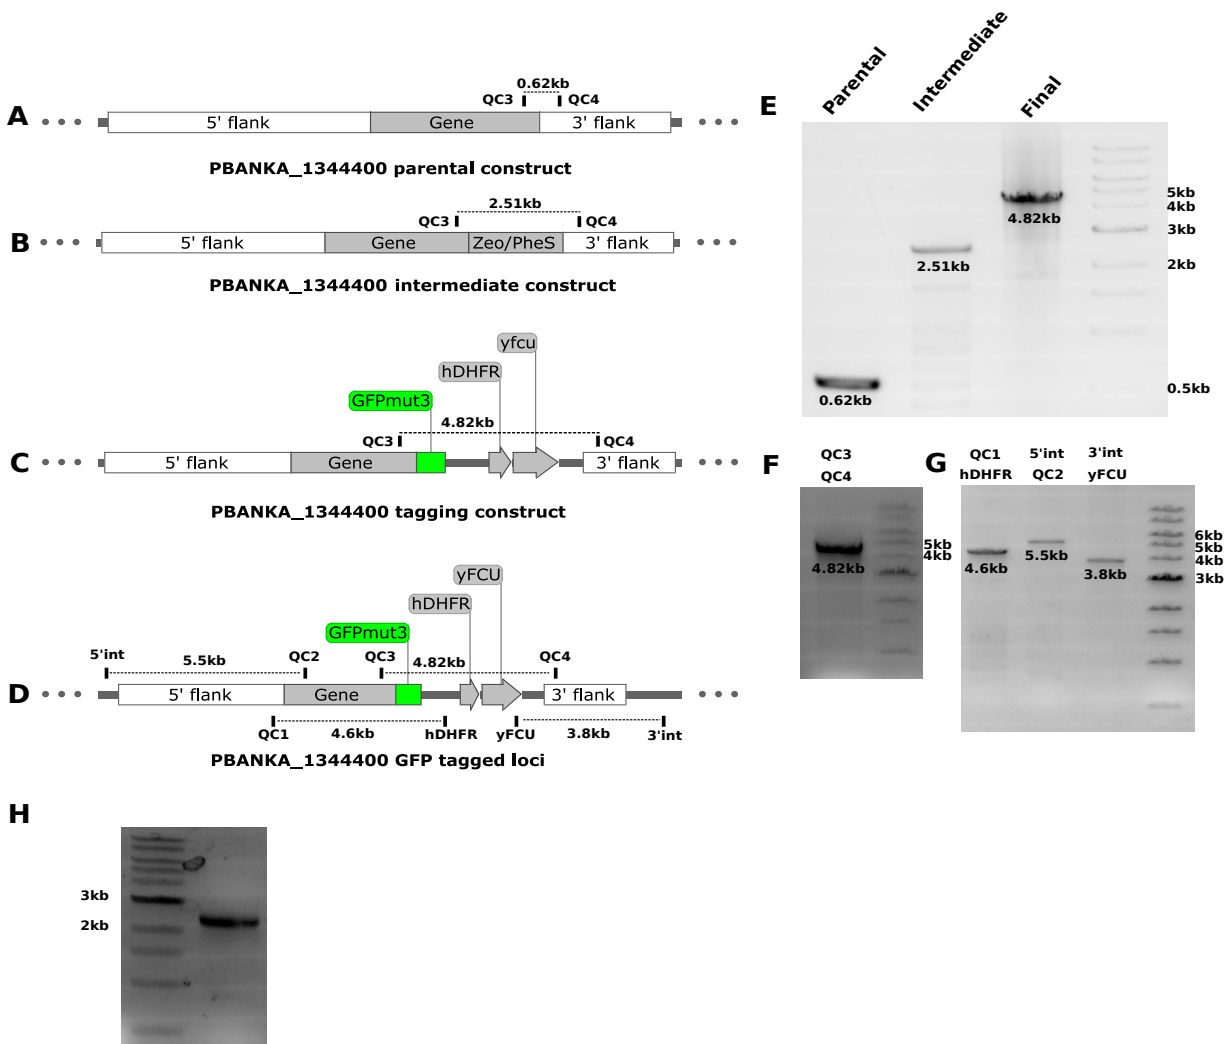 A
0.62kb
QC3
QC4
5' flank
Gene
3' flank
PBANKA_1344400 parental construct
B
2.51kb
QC3
QC4
5' flank
Gene
Zeo/PheS
3' flank
PBANKA_1344400 intermediate construct
C
yfcu
hDHFR
GFPmut3
4.82kb
QC3
QC4
5' flank
Gene
3' flank
PBANKA_1344400 tagging construct
D
yFCU
hDHFR
GFPmut3
5'int
5.5kb
QC2
QC3
4.82kb
QC4
5' flank
Gene
3' flank
QC1
4.6kb
hDHFR
yFCU
3.8kb
3'int
PBANKA_1344400 GFP tagged loci
E
Parental
Intermediate
Final
5kb
4kb
3kb
2kb
0.5kb
4.82kb
2.51kb
0.62kb
F
QC3
QC4
5kb
4kb
4.82kb
G
QC1
hDHFR
5'int
QC2
3'int
yFCU
6kb
5kb
4kb
3kb
4.6kb
5.5kb
3.8kb
H
3kb
2kb